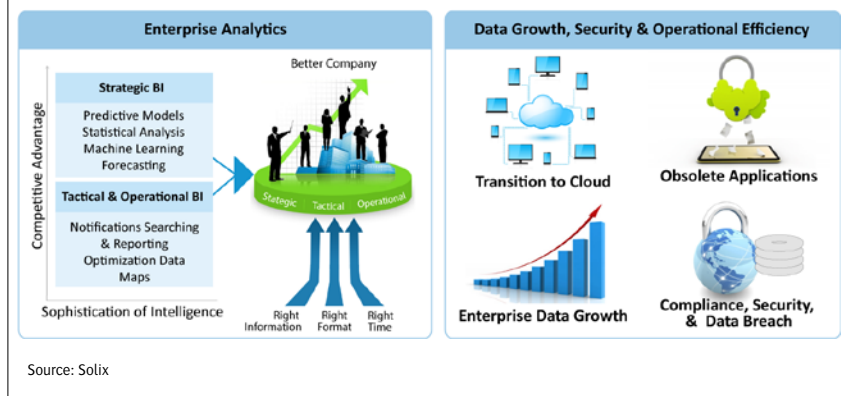 Enterprise Analytics
Competitive Advantage
Strategic BI
Predictive Models
Statistical Analysis
Machine Learning
Forecasting
Tactical & Operational BI
Notifications Searching
& Reporting
Optimization Data
Maps
Sophistication of Intelligence
Better Company
Stategic
Tactical
Operational
Right
Information
Right
Format
Right
Time
Data Growth, Security & Operational Efficiency
Transition to Cloud
Obsolete Applications
Enterprise Data Growth
Compliance, Security,
& Data Breach
Source: Solix